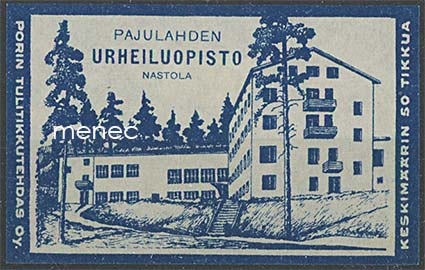 PAJULAHDEN
URHEILUOPISTO
NASTOLA
menec
PORIN TULITIKKUTEHDAS OY
KESKIMÄÄRIN 50 TIKKUA